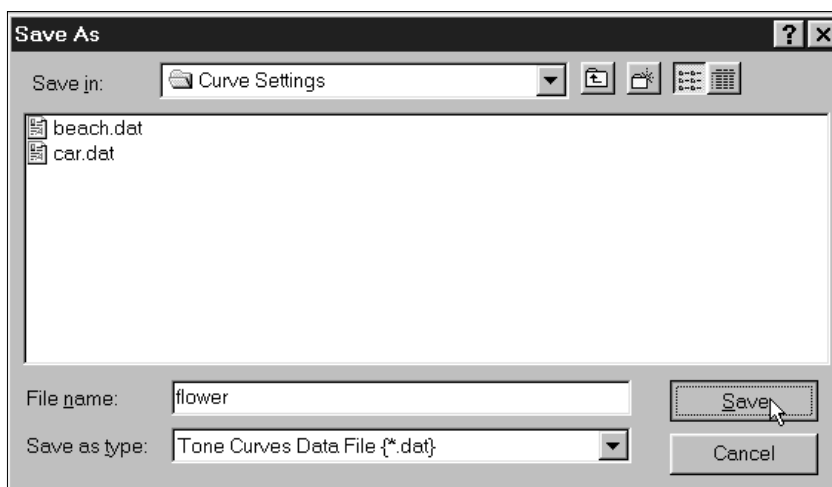 Save As
Save in: Curve Settings
beach.dat
car.dat
File name: flower Save
Save as type: Tone Curves Data File {*.dat} Cancel